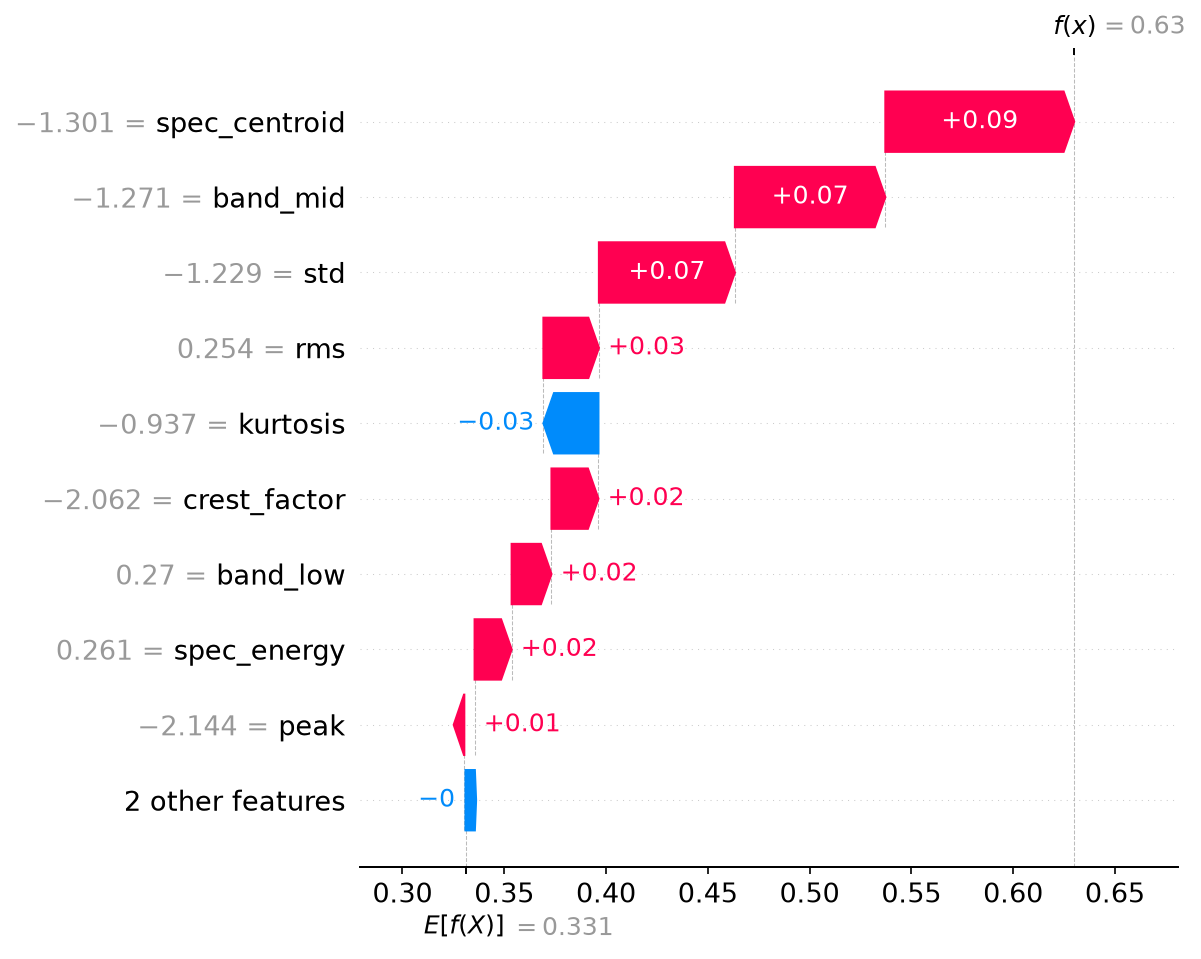 f(x) = 0.63
−1.301 = spec_centroid
+0.09
−1.271 = band_mid
+0.07
−1.229 = std
+0.07
0.254 = rms
+0.03
−0.937 = kurtosis
−0.03
−2.062 = crest_factor
+0.02
0.27 = band_low
+0.02
0.261 = spec_energy
+0.02
−2.144 = peak
+0.01
2 other features
−0
0.30 0.35 0.40 0.45 0.50 0.55 0.60 0.65
E[f(X)] = 0.331